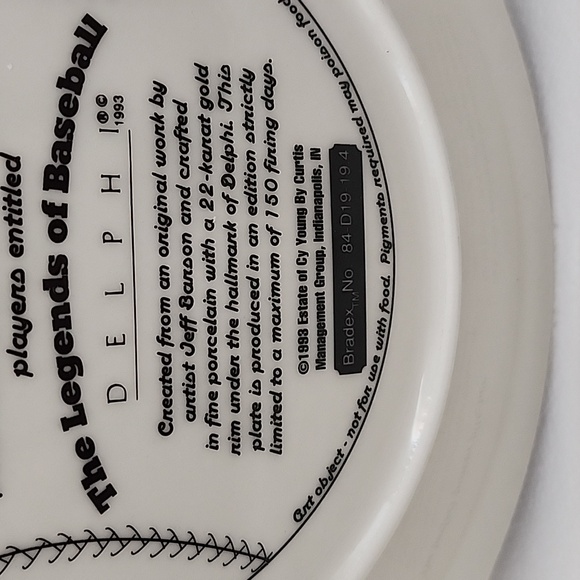 players entitled
The Legends of Baseball
DELPHI®©
1993
Created from an original work by
artist Jeff Barson and crafted
in fine porcelain with a 22-karat gold
rim under the hallmark of Delphi. This
plate is produced in an edition strictly
limited to a maximum of 150 firing days.
©1993 Estate of Cy Young By Curtis
Management Group, Indianapolis, IN
Bradex™No 84 D19 19 4
Art object - not for use with food. Pigments required may poison food